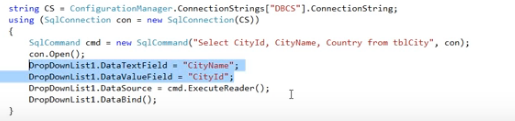 string CS = ConfigurationManager.ConnectionStrings["DBCS"].ConnectionString;
using (SqlConnection con = new SqlConnection(CS))
{
SqlCommand cmd = new SqlCommand("Select CityId, CityName, Country from tblCity", con);
con.Open();
DropDownList1.DataTextField = "CityName";
DropDownList1.DataValueField = "CityId";
DropDownList1.DataSource = cmd.ExecuteReader();
DropDownList1.DataBind();
}